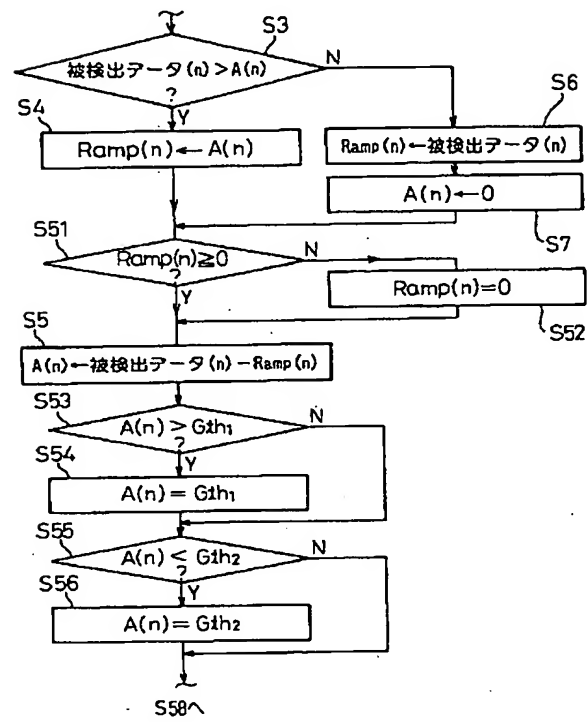 S3
被検出データ(n)>A(n)
?
N
Y
S4
Ramp(n)←A(n)
S6
Ramp(n)←被検出データ(n)
A(n)←0
S7
S51
Ramp(n)≧0
?
N
Y
Ramp(n)=0
S52
S5
A(n)←被検出データ(n)-Ramp(n)
S53
A(n)>Gth₁
?
N
Y
S54
A(n)=Gth₁
S55
A(n)<Gth₂
?
N
Y
S56
A(n)=Gth₂
S58へ